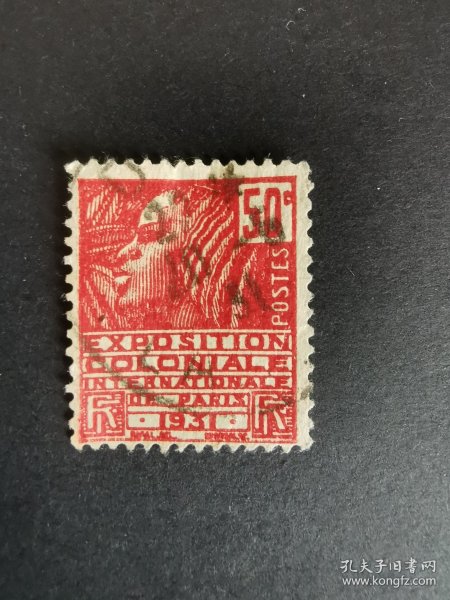 50c
POSTES
EXPOSITION
COLONIALE
INTERNATIONALE
DE PARIS
1931
RF RF
孔夫子旧书网
www.kongfz.com